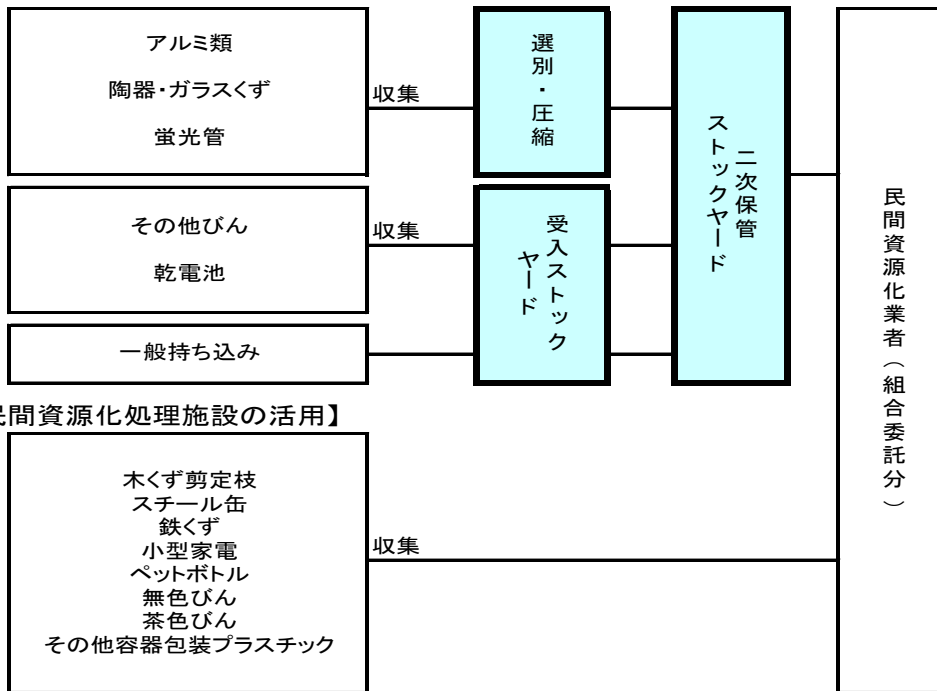 アルミ類
陶器・ガラスくず
蛍光管
収集
選別・圧縮
その他びん
乾電池
収集
受入ストック
ヤード
一般持ち込み
二次保管
ストックヤード
民間資源化業者（組合委託分）
間資源化処理施設の活用】
木くず剪定枝
スチール缶
鉄くず
小型家電
ペットボトル
無色びん
茶色びん
その他容器包装プラスチック
収集